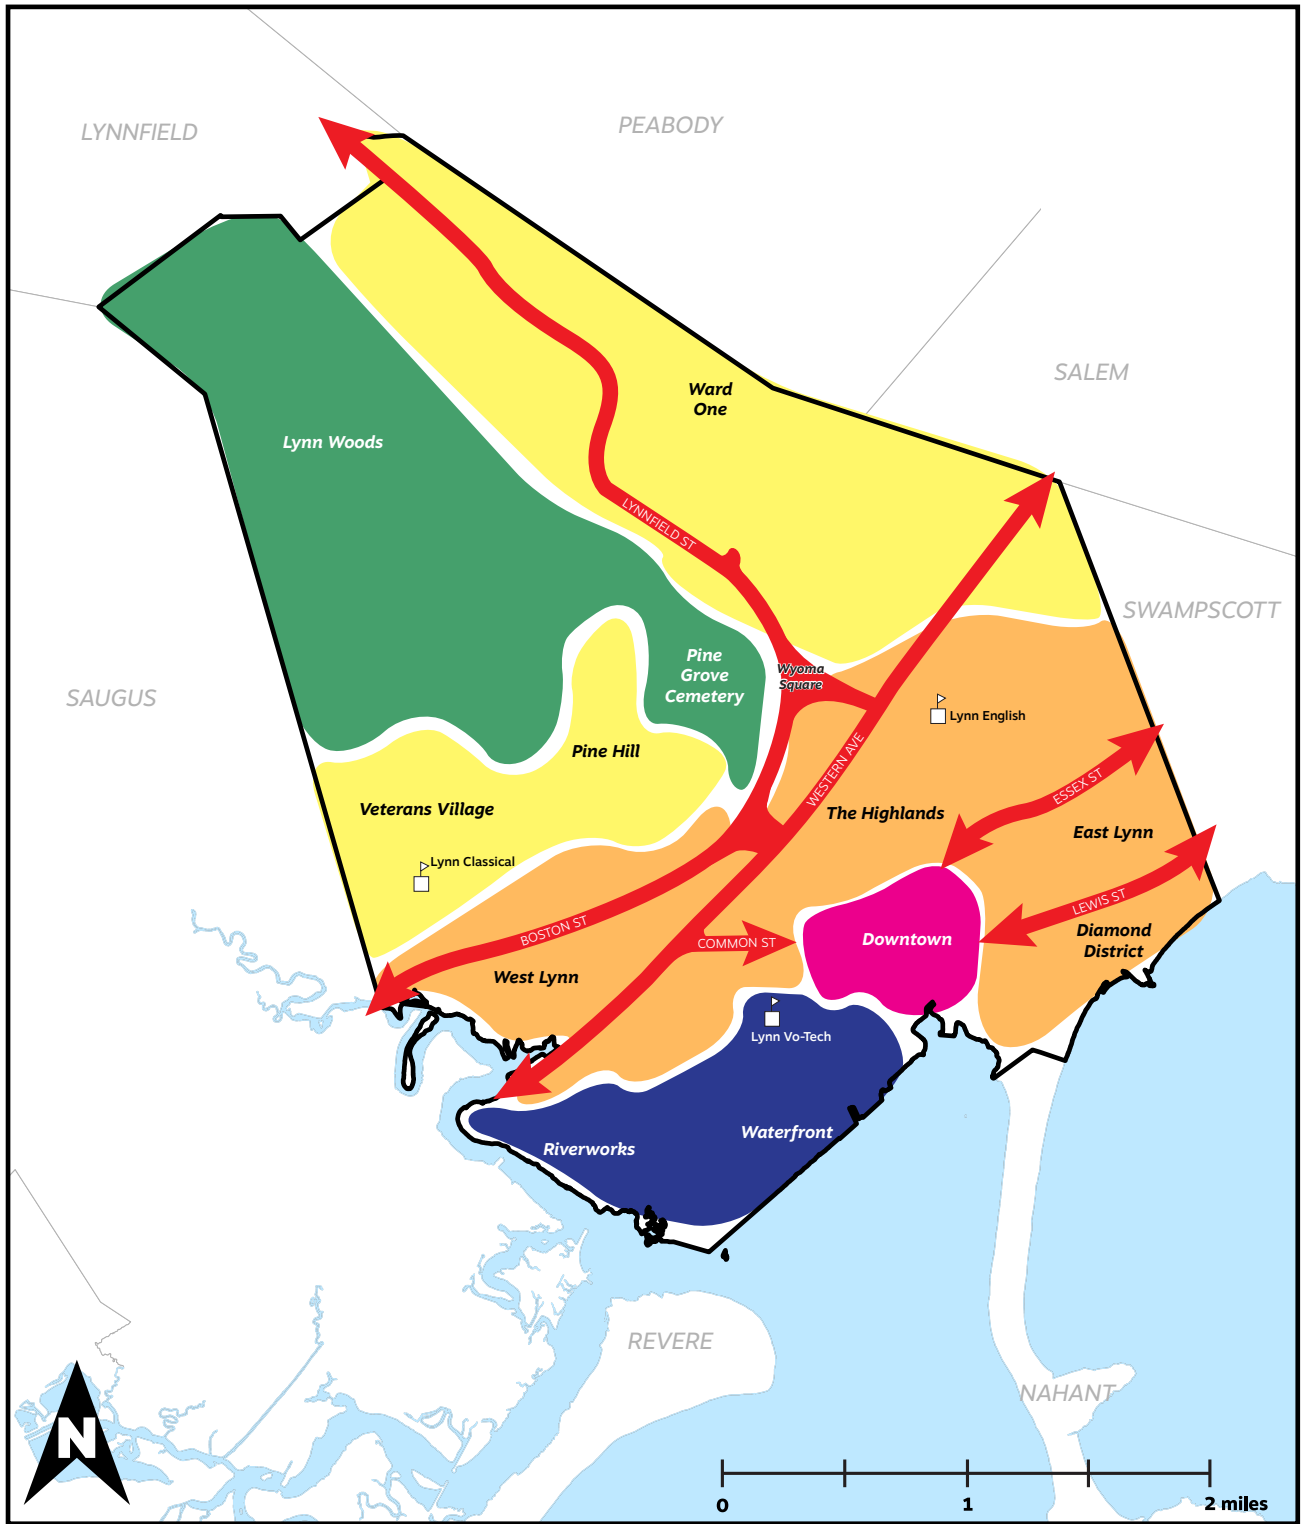 PEABODY
LYNNFIELD
SALEM
Ward
One
Lynn Woods
LYNNFIELD ST
SWAMPSCOTT
Pine
Grove
Cemetery
Wyoma
Square
SAUGUS
Lynn English
Pine Hill
WESTERN AVE
ESSEX ST
Veterans Village
The Highlands
East Lynn
Lynn Classical
LEWIS ST
BOSTON ST
COMMON ST
Downtown
Diamond
District
West Lynn
Lynn Vo-Tech
Waterfront
Riverworks
REVERE
NAHANT
N
0
1
2 miles